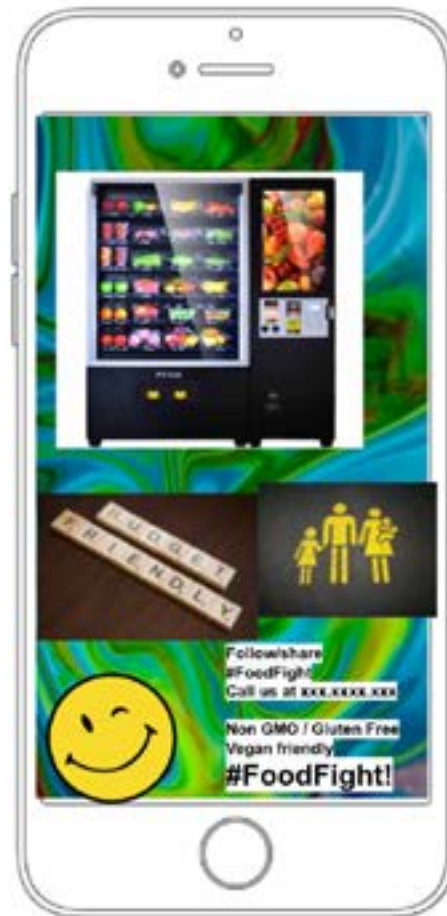 BUDGET
FRIENDLY
Follow/share
#FoodFight
Call us at xxx.xxxx.xxx
Non GMO / Gluten Free
Vegan friendly
#FoodFight!